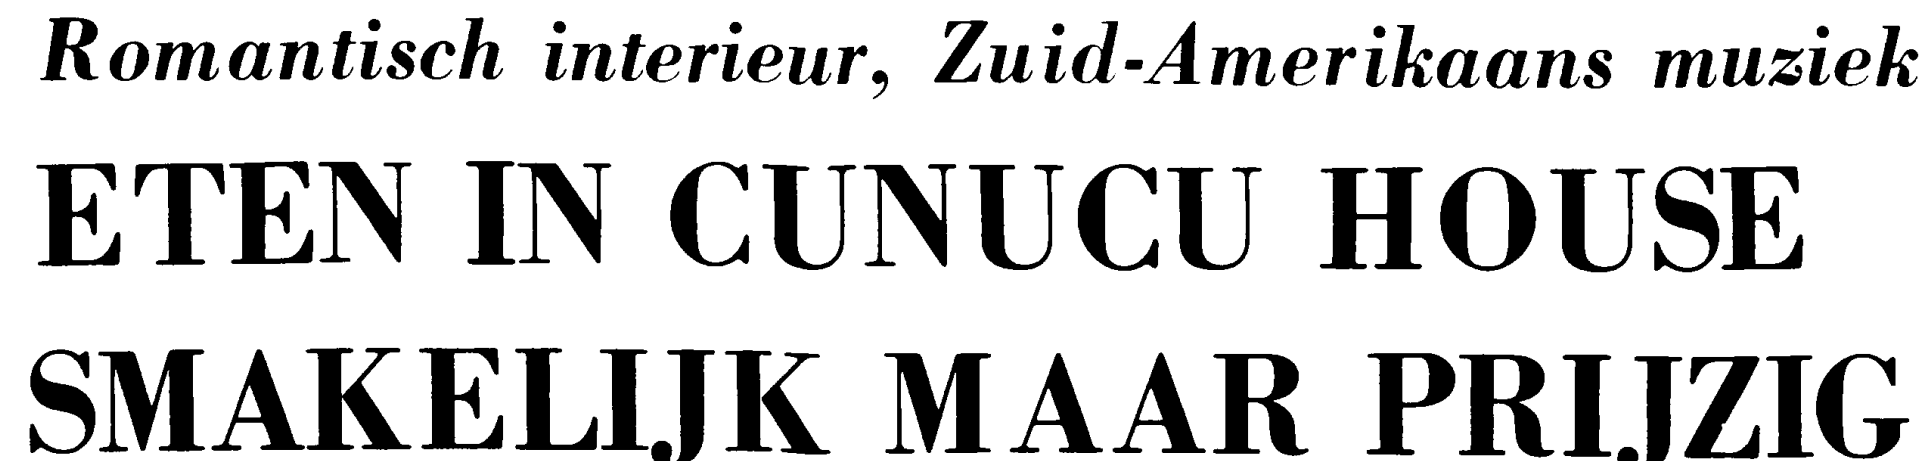 Romantisch interieur, Zuid-Amerikaans muziek
ETEN IN CUNUCU HOUSE
SMAKELIJK MAAR PRIJZIG